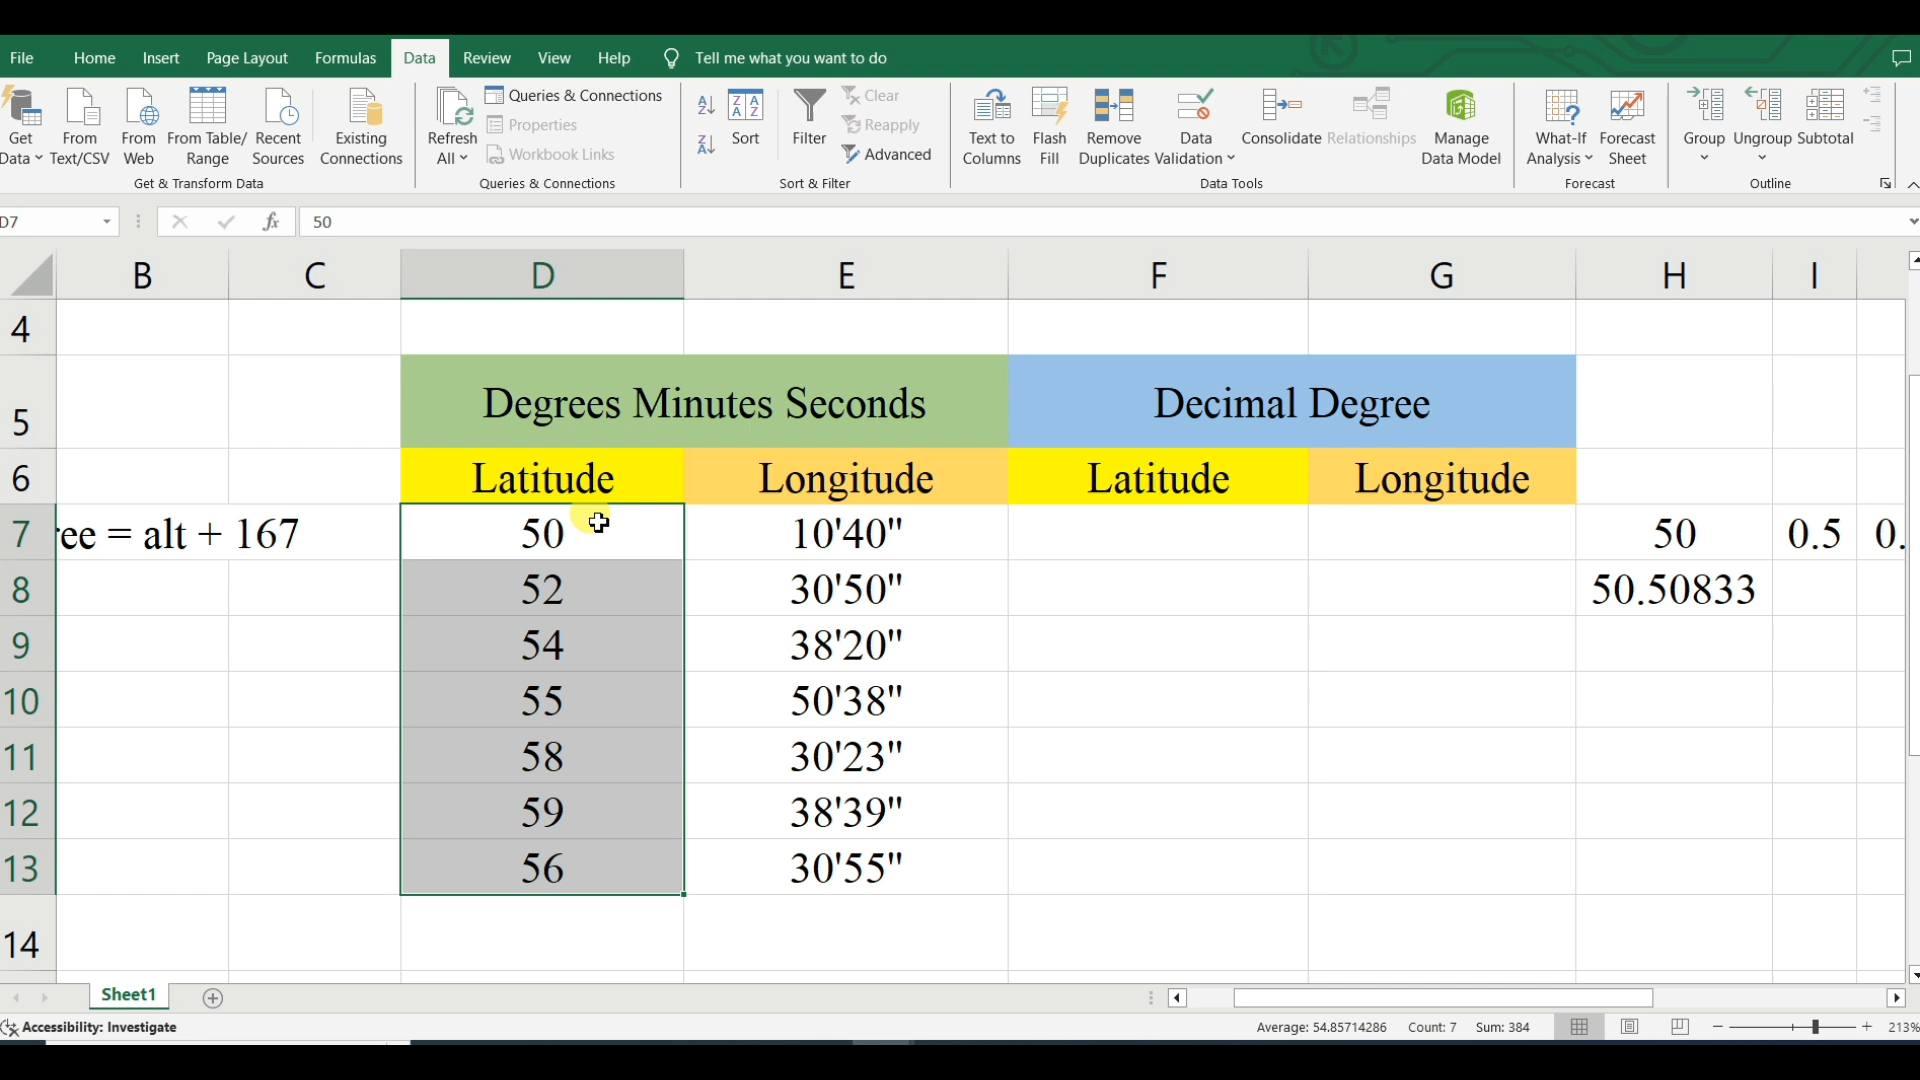 File Home Insert Page Layout Formulas Data Review View Help Tell me what you want to do
Get Data
From Text/CSV
From Web
From Table/ Range
Recent Sources
Existing Connections
Get & Transform Data
Refresh All
Queries & Connections
Properties
Workbook Links
Queries & Connections
Sort
Filter
Clear
Reapply
Advanced
Sort & Filter
Text to Columns
Flash Fill
Remove Duplicates
Data Validation
Consolidate
Relationships
Manage Data Model
Data Tools
What-If Analysis
Forecast Sheet
Forecast
Group
Ungroup
Subtotal
Outline
D7 fx 50
B C D E F G H I
4
5 Degrees Minutes Seconds Decimal Degree
6 Latitude Longitude Latitude Longitude
7 ree = alt + 167 50 10'40" 50 0.5 0.
8 52 30'50" 50.50833
9 54 38'20"
10 55 50'38"
11 58 30'23"
12 59 38'39"
13 56 30'55"
14
Sheet1
Accessibility: Investigate Average: 54.85714286 Count: 7 Sum: 384 213%